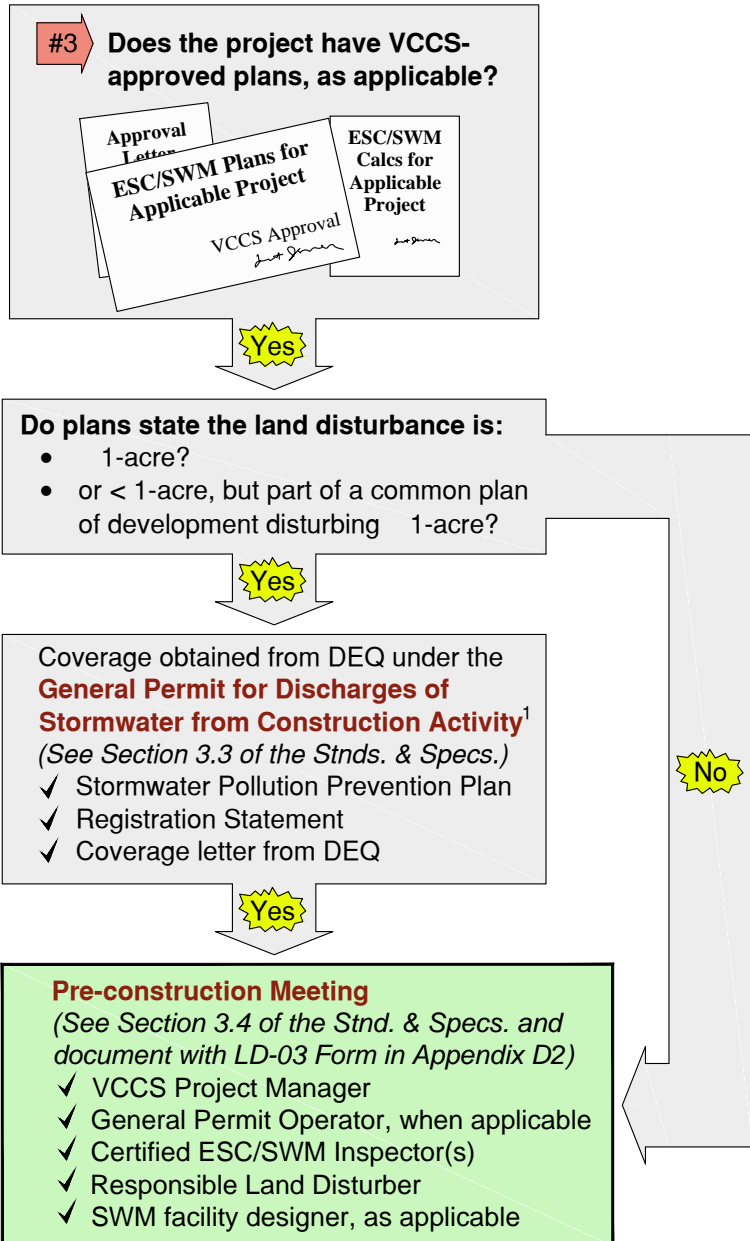 #3 Does the project have VCCS-
approved plans, as applicable?
Approval
Letter
ESC/SWM Plans for
Applicable Project
VCCS Approval
ESC/SWM
Calcs for
Applicable
Project
Yes
Do plans state the land disturbance is:
• 1-acre?
• or < 1-acre, but part of a common plan
of development disturbing 1-acre?
Yes
Coverage obtained from DEQ under the
General Permit for Discharges of
Stormwater from Construction Activity¹
(See Section 3.3 of the Stnds. & Specs.)
✓ Stormwater Pollution Prevention Plan
✓ Registration Statement
✓ Coverage letter from DEQ
No
Yes
Pre-construction Meeting
(See Section 3.4 of the Stnd. & Specs. and
document with LD-03 Form in Appendix D2)
✓ VCCS Project Manager
✓ General Permit Operator, when applicable
✓ Certified ESC/SWM Inspector(s)
✓ Responsible Land Disturber
✓ SWM facility designer, as applicable